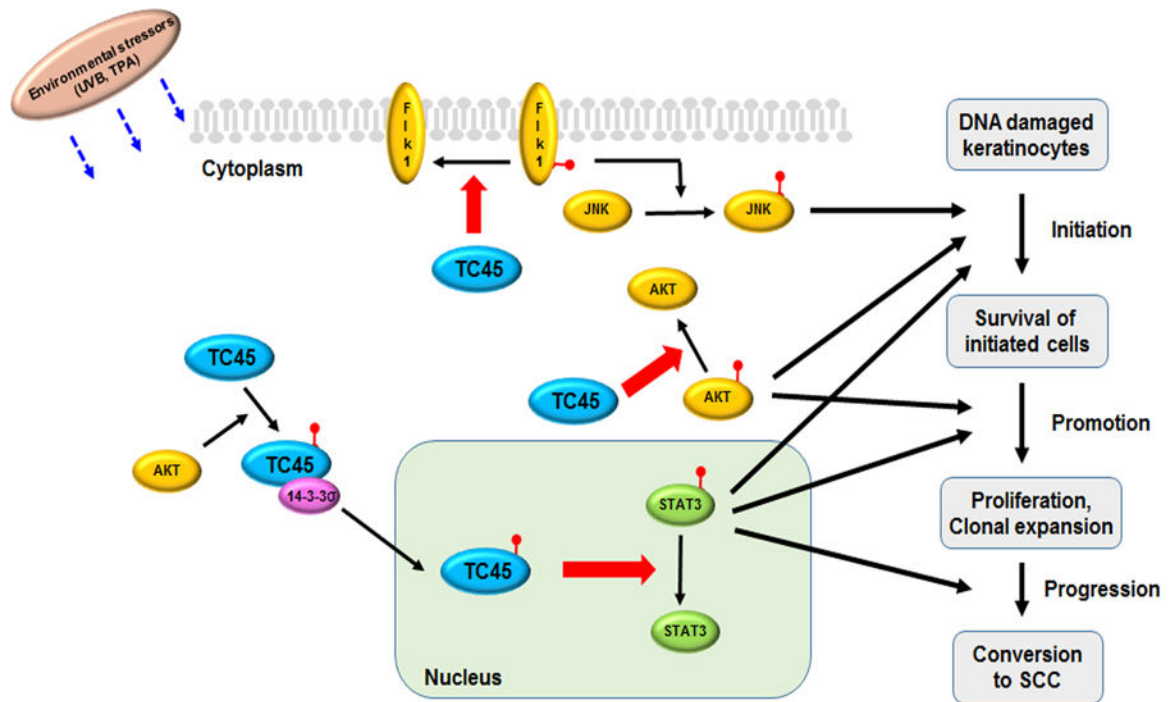 Environmental stressors
(UVB, TPA)
F
l
k
1
F
l
k
1
Cytoplasm
JNK
JNK
TC45
AKT
TC45
TC45
AKT
AKT
TC45
14-3-3σ
STAT3
TC45
STAT3
Nucleus
DNA damaged
keratinocytes
Initiation
Survival of
initiated cells
Promotion
Proliferation,
Clonal expansion
Progression
Conversion
to SCC